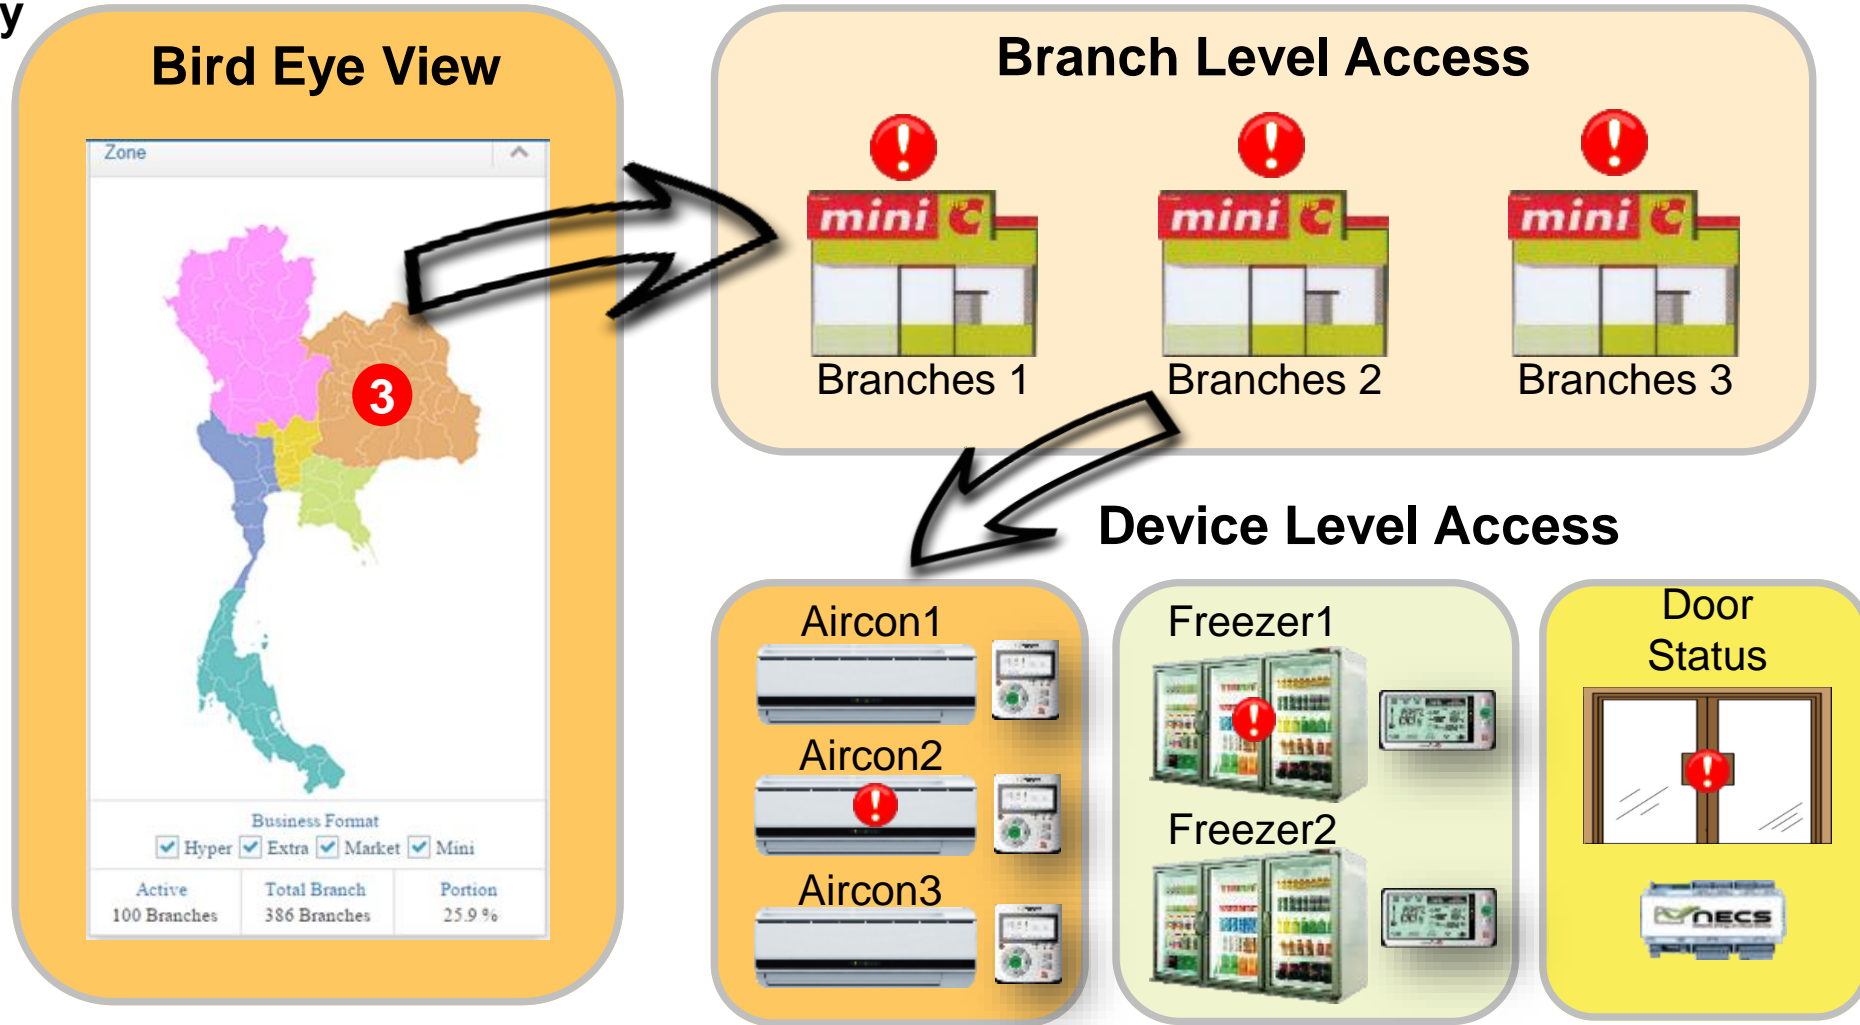 y
Bird Eye View
Zone
3
Business Format
Hyper Extra Market Mini
Active Total Branch Portion
100 Branches 386 Branches 25.9 %
Branch Level Access
mini C
mini C
mini C
Branches 1
Branches 2
Branches 3
Device Level Access
Aircon1
Aircon2
Aircon3
Freezer1
Freezer2
Door
Status
NECS